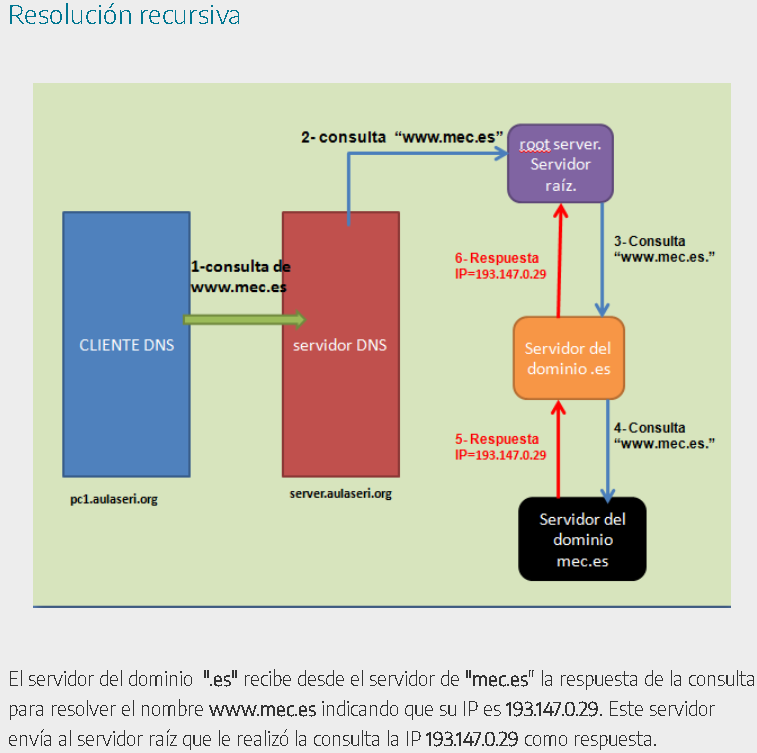 Resolución recursiva
2- consulta “www.mec.es”
root server.
Servidor
raíz.
1-consulta de
www.mec.es
6- Respuesta
IP=193.147.0.29
3- Consulta
“www.mec.es.”
CLIENTE DNS
servidor DNS
Servidor del
dominio .es
5- Respuesta
IP=193.147.0.29
4- Consulta
“www.mec.es.”
pc1.aulaseri.org
server.aulaseri.org
Servidor del
dominio
mec.es
El servidor del dominio ".es" recibe desde el servidor de "mec.es" la respuesta de la consulta
para resolver el nombre www.mec.es indicando que su IP es 193.147.0.29. Este servidor
envía al servidor raíz que le realizó la consulta la IP 193.147.0.29 como respuesta.